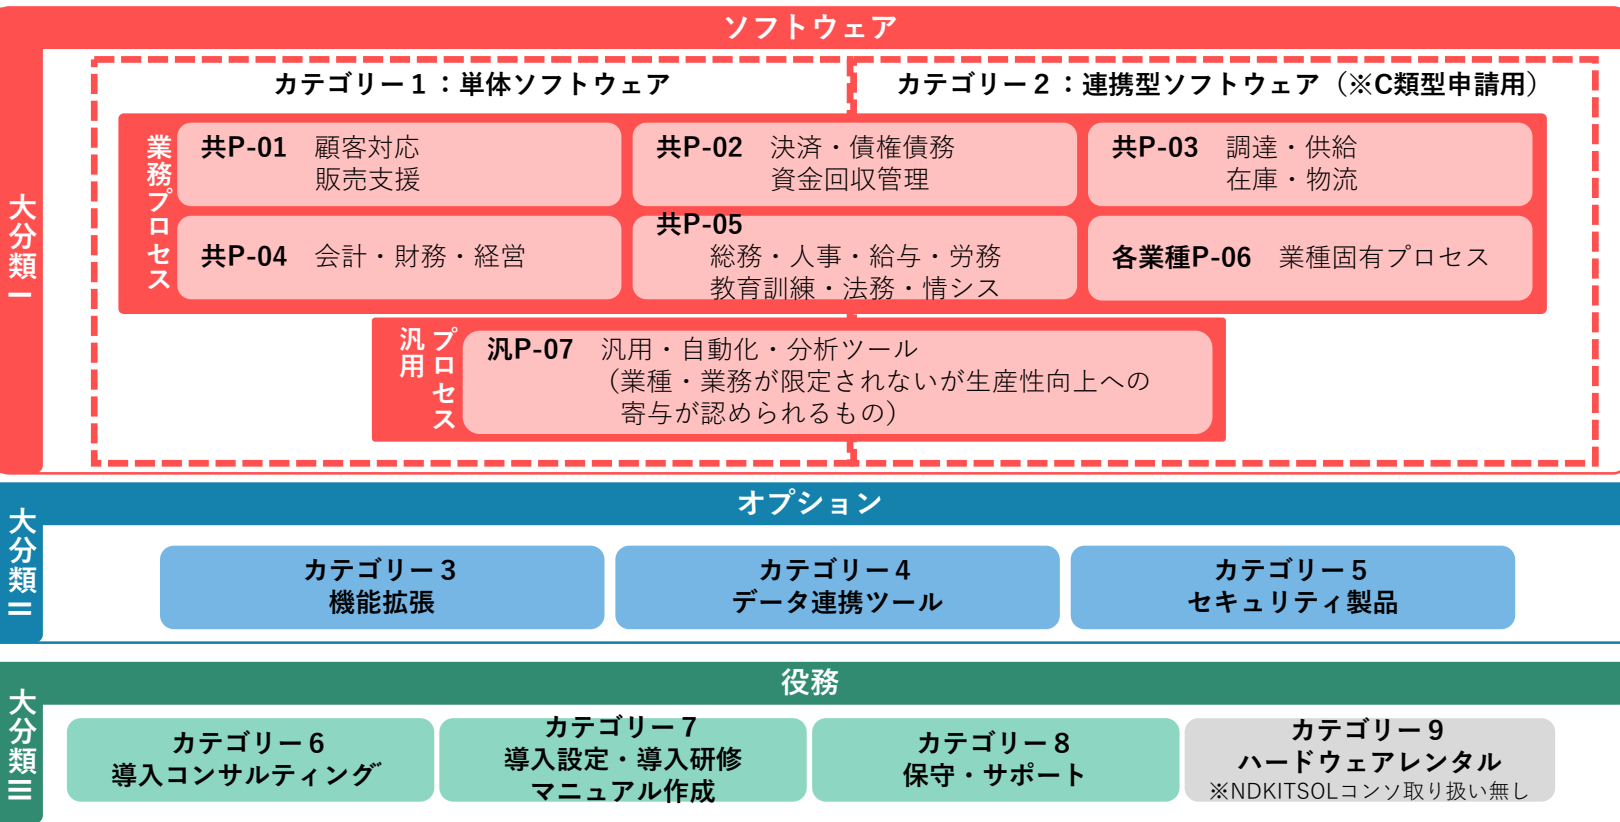 ソフトウェア
大分類Ⅰ
カテゴリー１：単体ソフトウェア
カテゴリー２：連携型ソフトウェア（※C類型申請用）
業務プロセス
共P-01　顧客対応
販売支援
共P-02　決済・債権債務
資金回収管理
共P-03　調達・供給
在庫・物流
共P-04　会計・財務・経営
共P-05
総務・人事・給与・労務
教育訓練・法務・情シス
各業種P-06　業種固有プロセス
汎用
プロセス
汎P-07　汎用・自動化・分析ツール
（業種・業務が限定されないが生産性向上への
寄与が認められるもの）
オプション
大分類Ⅱ
カテゴリー３
機能拡張
カテゴリー４
データ連携ツール
カテゴリー５
セキュリティ製品
役務
大分類Ⅲ
カテゴリー６
導入コンサルティング
カテゴリー７
導入設定・導入研修
マニュアル作成
カテゴリー８
保守・サポート
カテゴリー９
ハードウェアレンタル
※NDKITSOLコンソ取り扱い無し